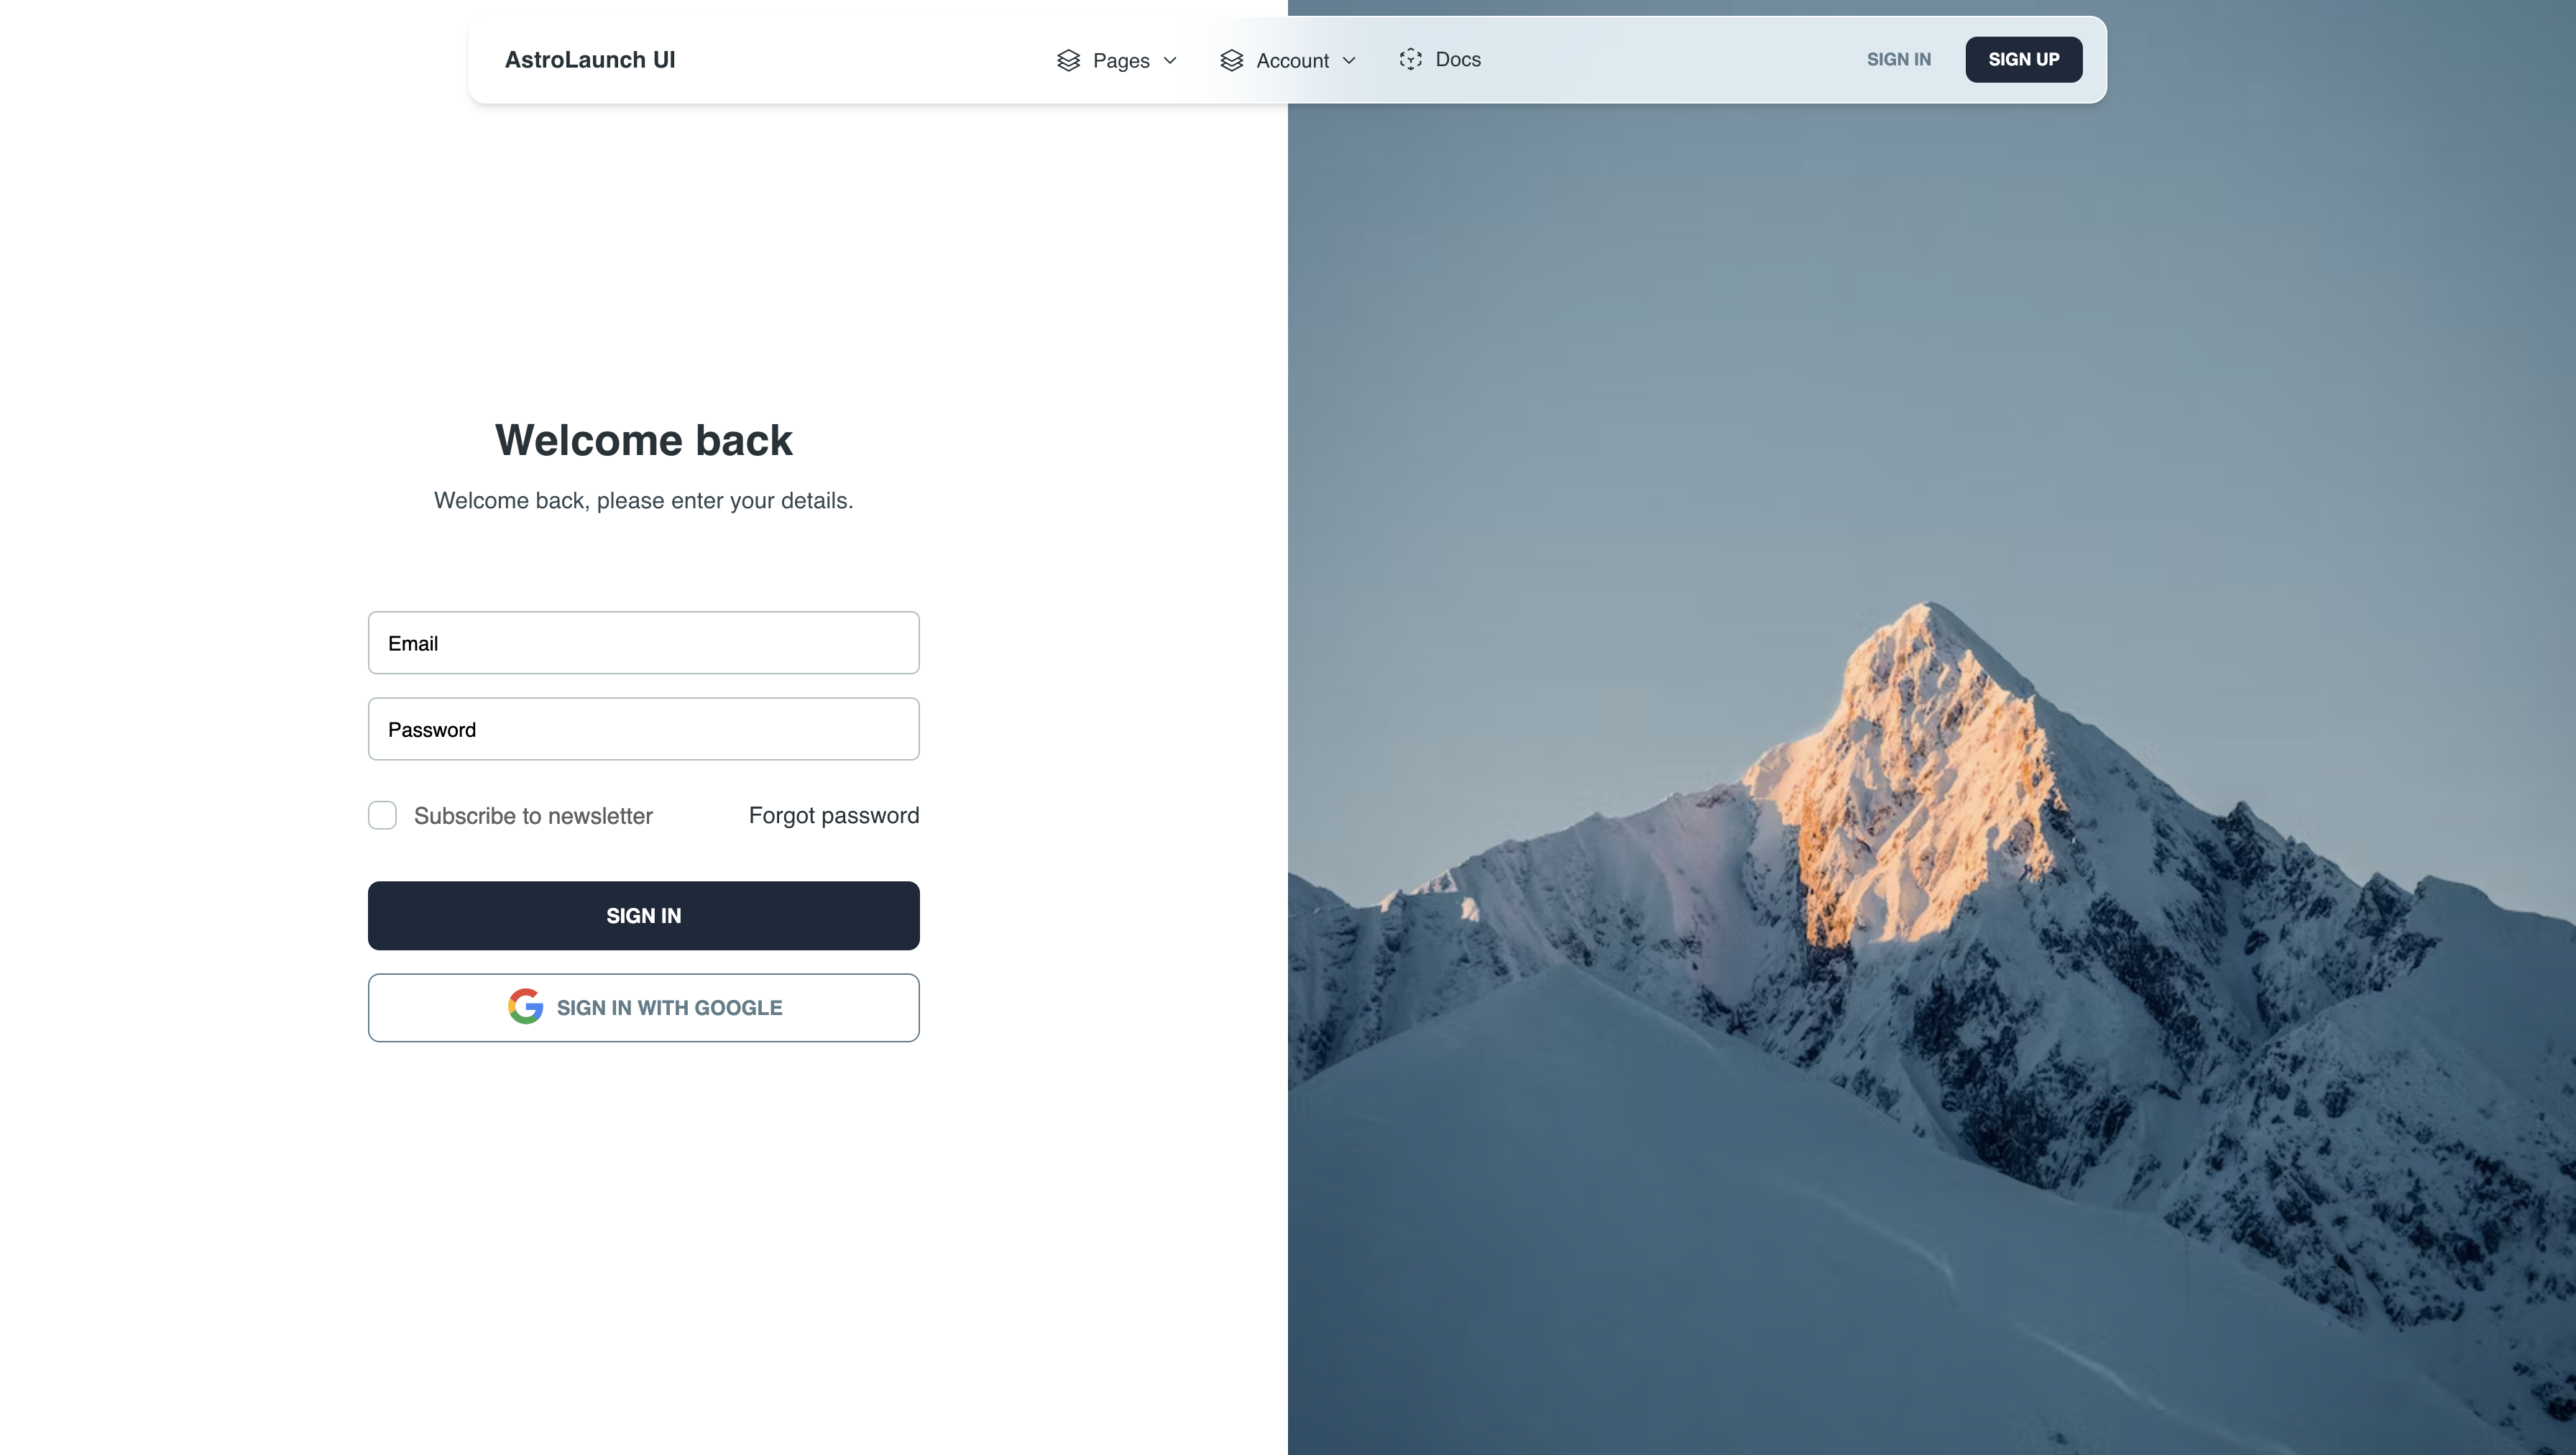 AstroLaunch UI
Pages
Account
Docs
SIGN IN
SIGN UP
Welcome back
Welcome back, please enter your details.
Email
Password
Subscribe to newsletter
Forgot password
SIGN IN
SIGN IN WITH GOOGLE